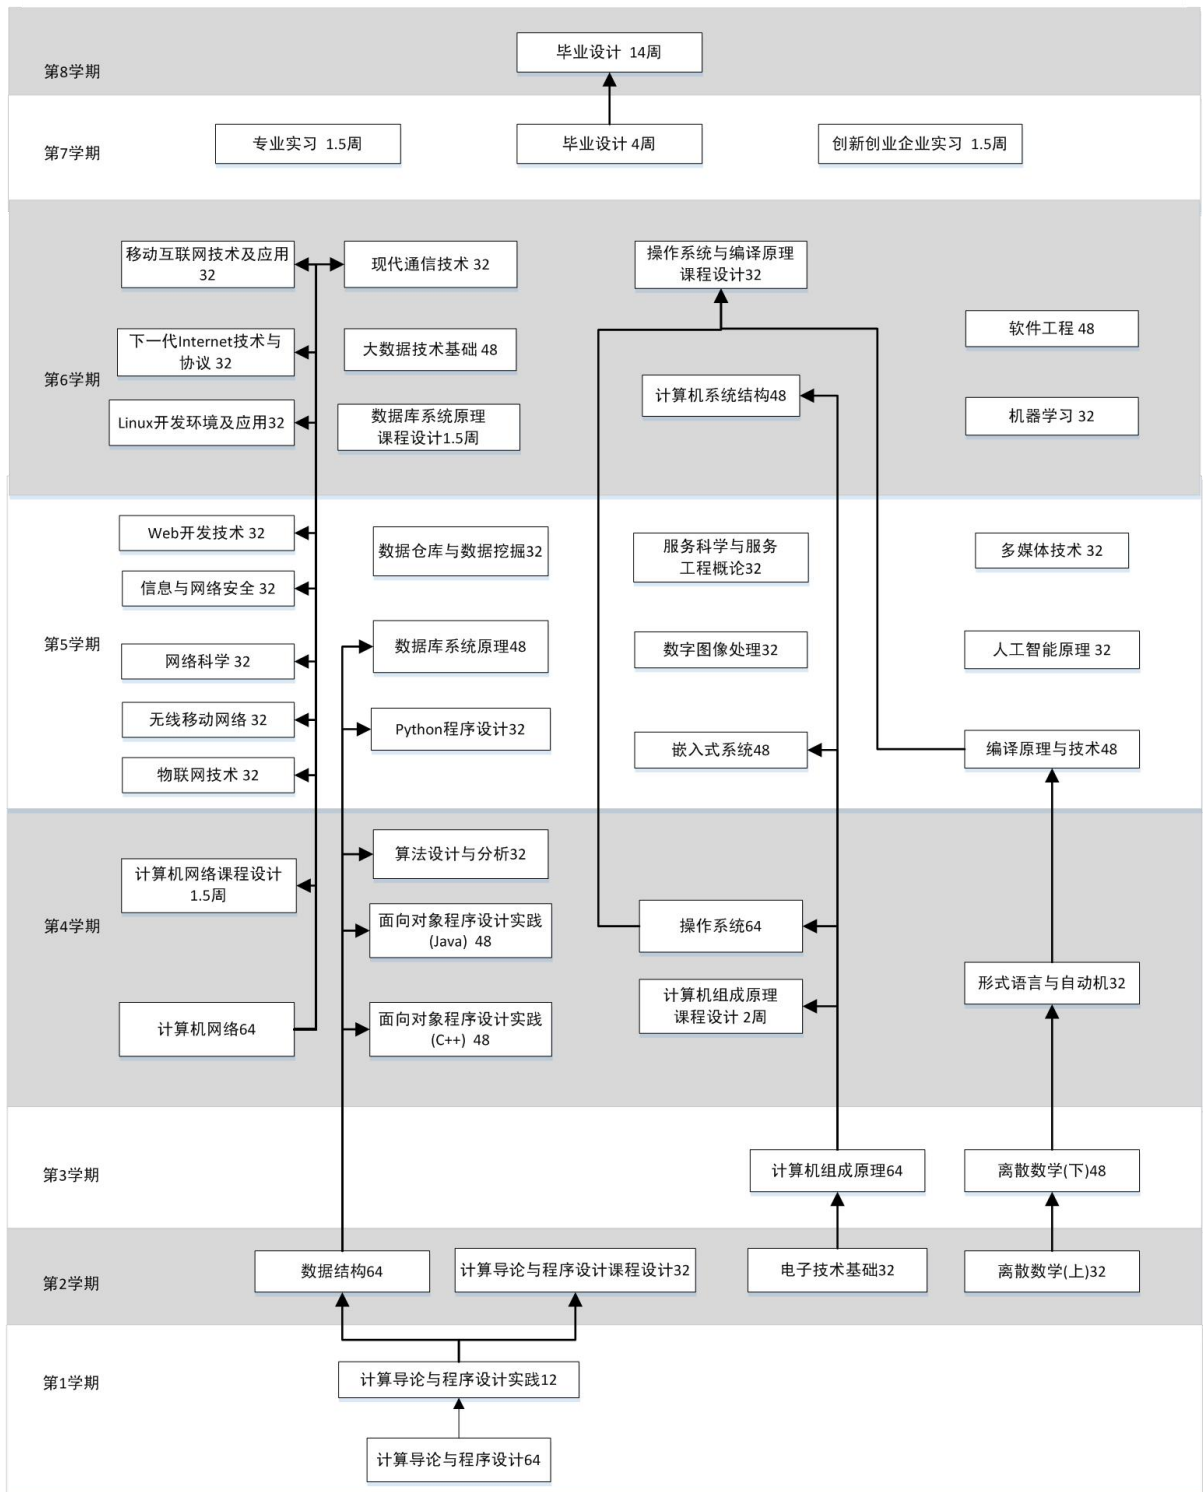 第8学期
毕业设计 14周
第7学期
专业实习 1.5周
毕业设计 4周
创新创业企业实习 1.5周
第6学期
移动互联网技术及应用
32
现代通信技术 32
操作系统与编译原理
课程设计32
下一代Internet技术与
协议 32
大数据技术基础 48
软件工程 48
计算机系统结构48
Linux开发环境及应用32
数据库系统原理
课程设计1.5周
机器学习 32
第5学期
Web开发技术 32
数据仓库与数据挖掘32
服务科学与服务
工程概论32
多媒体技术 32
信息与网络安全 32
网络科学 32
数据库系统原理48
数字图像处理32
人工智能原理 32
无线移动网络 32
Python程序设计32
嵌入式系统48
编译原理与技术48
物联网技术 32
第4学期
计算机网络课程设计
1.5周
算法设计与分析32
面向对象程序设计实践
(Java) 48
操作系统64
形式语言与自动机32
计算机网络64
面向对象程序设计实践
(C++) 48
计算机组成原理
课程设计 2周
第3学期
计算机组成原理64
离散数学(下)48
第2学期
数据结构64
计算导论与程序设计课程设计32
电子技术基础32
离散数学(上)32
第1学期
计算导论与程序设计实践12
计算导论与程序设计64